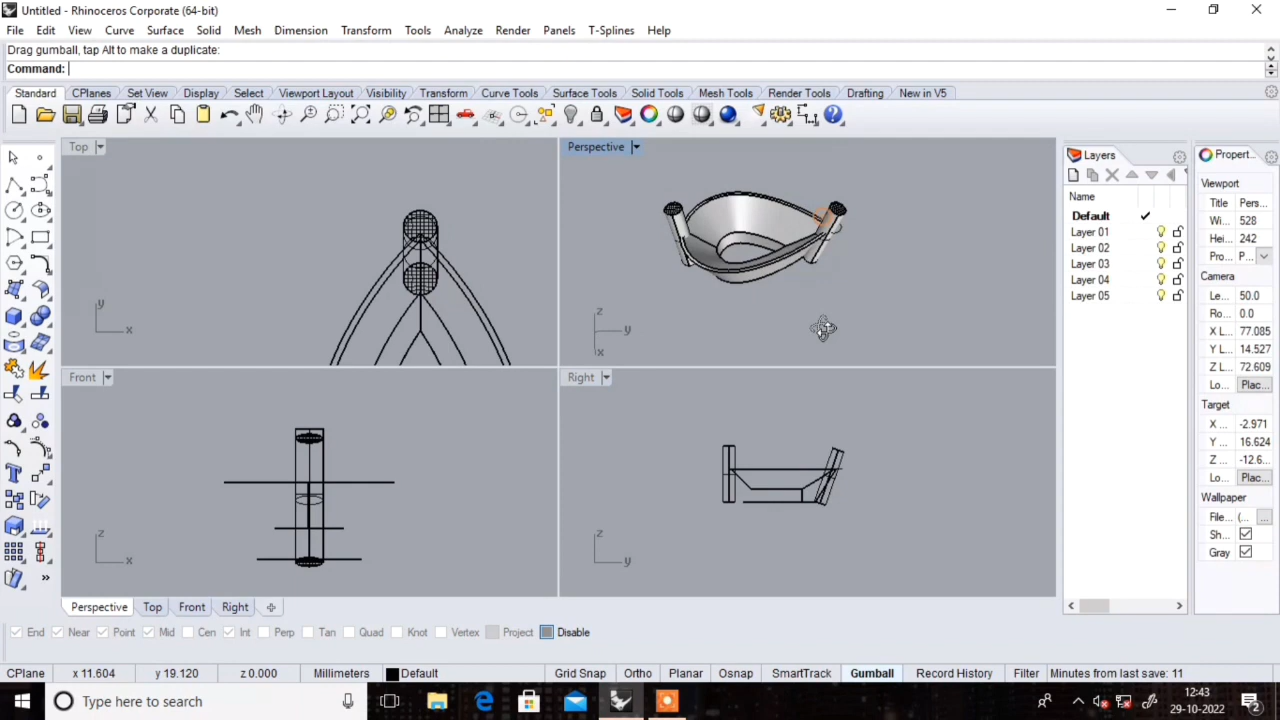 Untitled - Rhinoceros Corporate (64-bit)
File Edit View Curve Surface Solid Mesh Dimension Transform Tools Analyze Render Panels T-Splines Help
Drag gumball, tap Alt to make a duplicate:
Command:
Standard CPlanes Set View Display Select Viewport Layout Visibility Transform Curve Tools Surface Tools Solid Tools Mesh Tools Render Tools Drafting New in V5
Top
Perspective
y
x
z
y
x
Front
Right
z
x
z
y
Layers
Name
Default
Layer 01
Layer 02
Layer 03
Layer 04
Layer 05
Propert...
Viewport
Title Pers...
Wi... 528
Hei... 242
Pro... P...
Camera
Le... 50.0
Ro... 0.0
X L... 77.085
Y L... 14.527
Z L... 72.609
Lo... Plac...
Target
X ... -2.971
Y ... 16.624
Z ... -12.6...
Lo... Plac...
Wallpaper
File... (... ...
Sh...
Gray
Perspective Top Front Right
End Near Point Mid Cen Int Perp Tan Quad Knot Vertex Project Disable
CPlane x 11.604 y 19.120 z 0.000 Millimeters Default Grid Snap Ortho Planar Osnap SmartTrack Gumball Record History Filter Minutes from last save: 11
Type here to search
12:43
29-10-2022
2